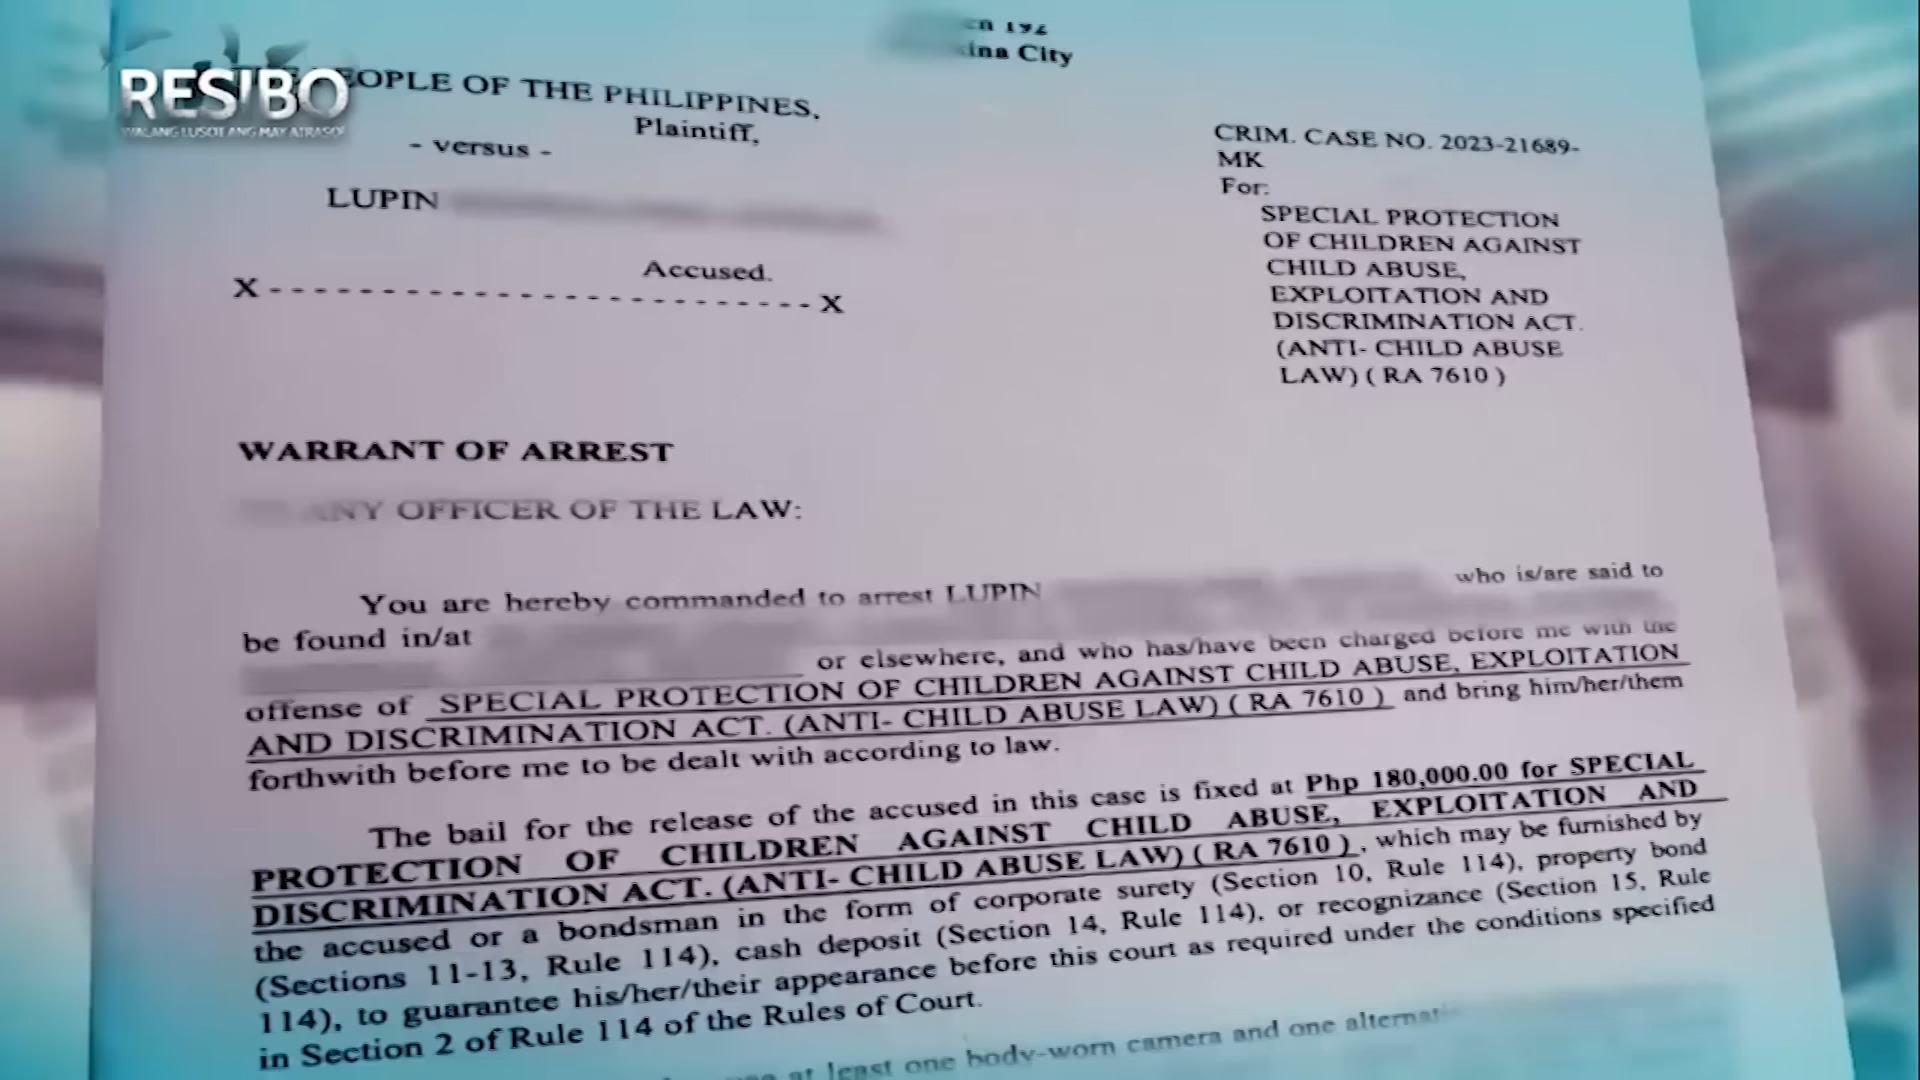 RESIBO
WALANG LUSOT ANG MAY ATRASO!
192
City
PEOPLE OF THE PHILIPPINES,
Plaintiff,
- versus -
LUPIN
Accused.
X - - - - - - - - - - - - - - - - - - - - - - - - - - X
CRIM. CASE NO. 2023-21689-
MK
For:
SPECIAL PROTECTION
OF CHILDREN AGAINST
CHILD ABUSE,
EXPLOITATION AND
DISCRIMINATION ACT.
(ANTI- CHILD ABUSE
LAW) ( RA 7610 )
WARRANT OF ARREST
ANY OFFICER OF THE LAW:
You are hereby commanded to arrest LUPIN who is/are said to
be found in/at
or elsewhere, and who has/have been charged before me with the
offense of SPECIAL PROTECTION OF CHILDREN AGAINST CHILD ABUSE, EXPLOITATION
AND DISCRIMINATION ACT. (ANTI- CHILD ABUSE LAW) ( RA 7610 ) and bring him/her/them
forthwith before me to be dealt with according to law.
The bail for the release of the accused in this case is fixed at Php 180,000.00 for SPECIAL
PROTECTION OF CHILDREN AGAINST CHILD ABUSE, EXPLOITATION AND
DISCRIMINATION ACT. (ANTI- CHILD ABUSE LAW) ( RA 7610 ), which may be furnished by
the accused or a bondsman in the form of corporate surety (Section 10, Rule 114), property bond
(Sections 11-13, Rule 114), cash deposit (Section 14, Rule 114), or recognizance (Section 15, Rule
114), to guarantee his/her/their appearance before this court as required under the conditions specified
in Section 2 of Rule 114 of the Rules of Court.
at least one body-worn camera and one